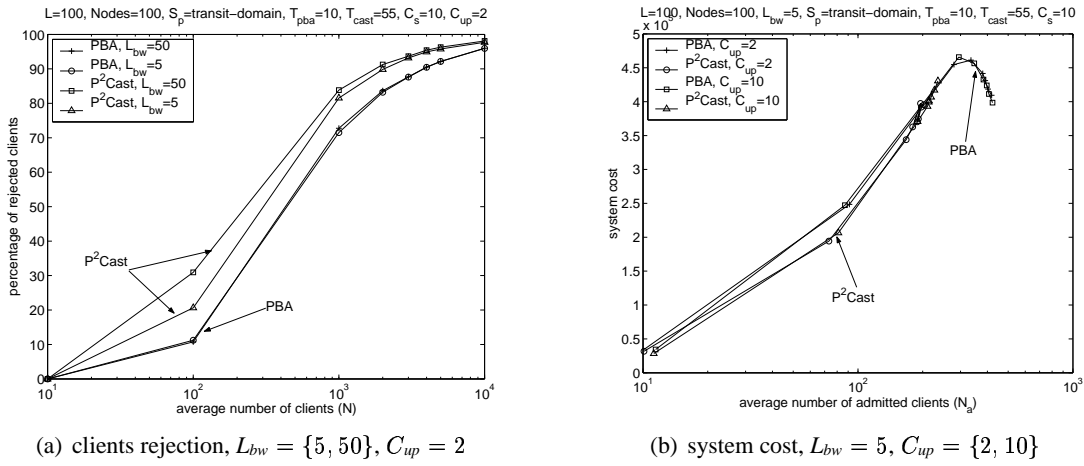 L=100, Nodes=100, S_p=transit-domain, T_pba=10, T_cast=55, C_s=10, C_up=2
100
90
80
70
60
50
40
30
20
10
0
percentage of rejected clients
PBA, L_bw=50
PBA, L_bw=5
P²Cast, L_bw=50
P²Cast, L_bw=5
P²Cast
PBA
10¹
10²
10³
10⁴
average number of clients (N)
(a) clients rejection, L_bw = {5, 50}, C_up = 2
L=100, Nodes=100, L_bw=5, S_p=transit-domain, T_pba=10, T_cast=55, C_s=10
5
4.5
4
3.5
3
2.5
2
1.5
1
0.5
0
system cost
PBA, C_up=2
P²Cast, C_up=2
PBA, C_up=10
P²Cast, C_up=10
PBA
P²Cast
10¹
10²
10³
average number of admitted clients (N_a)
(b) system cost, L_bw = 5, C_up = {2, 10}